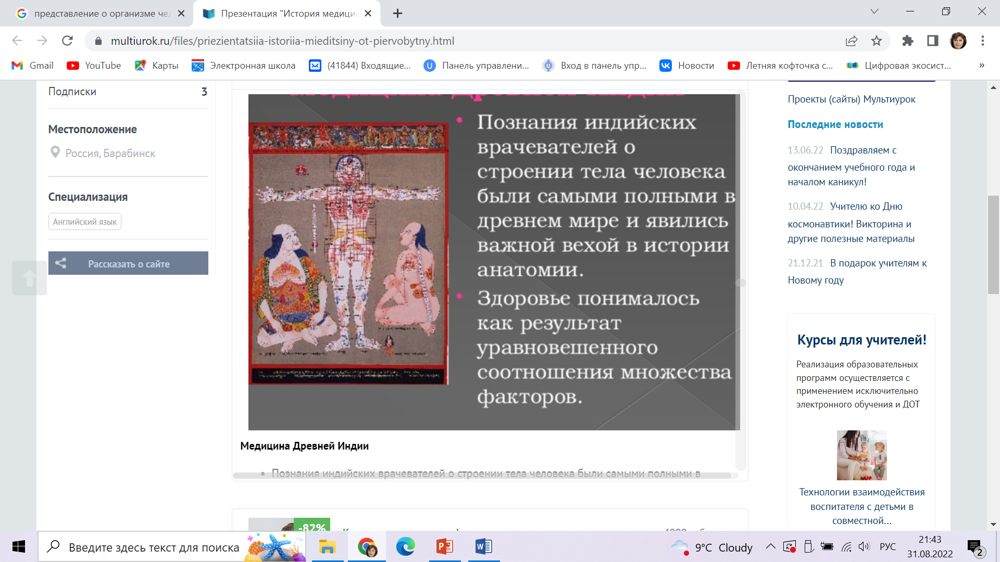 представление о организме че
Презентация "История медици
multiurok.ru/files/priezientatsiia-istoriia-mieditsiny-ot-piervobytny.html
Gmail
YouTube
Карты
Электронная школа
(41844) Входящие...
Панель управлени...
Вход в панель упр...
Новости
Летняя кофточка с...
Цифровая экосист...
»
Подписки 3
Местоположение
Россия, Барабинск
Специализация
Английский язык
Рассказать о сайте
Медицина Древней Индии
• Познания индийских
врачевателей о
строении тела человека
были самыми полными в
древнем мире и явились
важной вехой в истории
анатомии.
• Здоровье понималось
как результат
уравновешенного
соотношения множества
факторов.
Медицина Древней Индии
• Познания индийских врачевателей о строении тела человека были самыми полными в
-82%
Проекты (сайты) Мультиурок
Последние новости
13.06.22 Поздравляем с
окончанием учебного года и
началом каникул!
10.04.22 Учителю ко Дню
космонавтики! Викторина и
другие полезные материалы
21.12.21 В подарок учителям к
Новому году
Курсы для учителей!
Реализация образовательных
программ осуществляется с
применением исключительно
электронного обучения и ДОТ
Технологии взаимодействия
воспитателя с детьми в
совместной...
Введите здесь текст для поиска
9°C Cloudy
РУС
21:43
31.08.2022
2